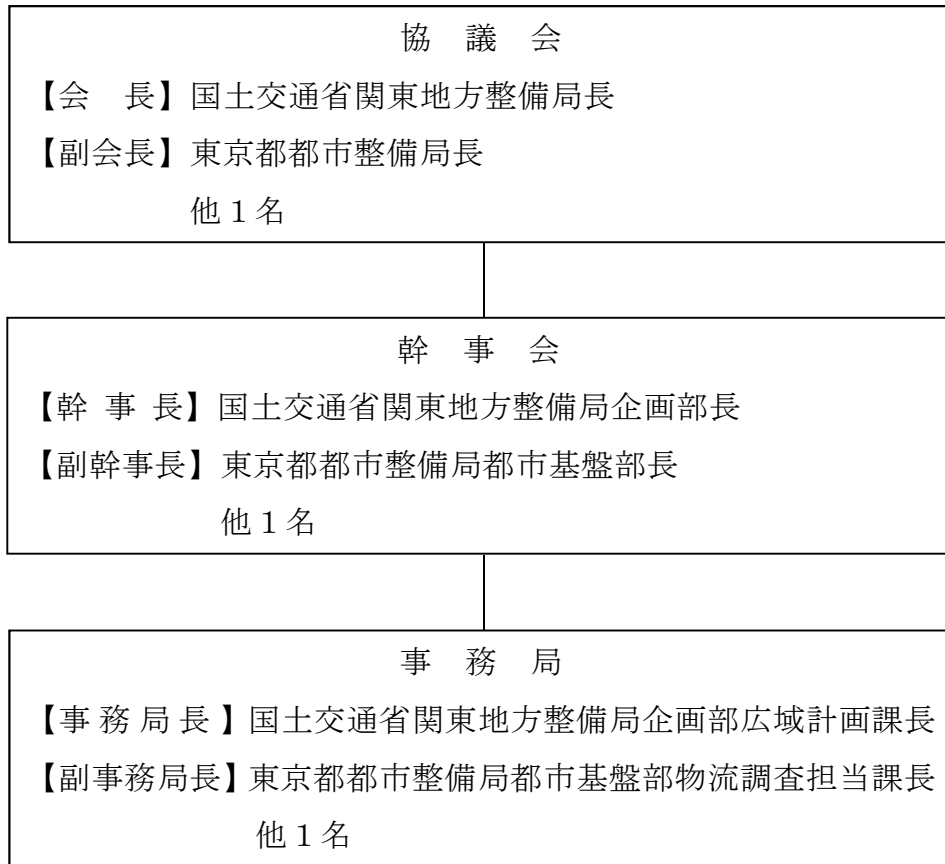 協　議　会
【会　長】国土交通省関東地方整備局長
【副会長】東京都都市整備局長
他１名
幹　事　会
【幹 事 長】国土交通省関東地方整備局企画部長
【副幹事長】東京都都市整備局都市基盤部長
他１名
事　務　局
【事 務 局 長】国土交通省関東地方整備局企画部広域計画課長
【副事務局長】東京都都市整備局都市基盤部物流調査担当課長
他１名